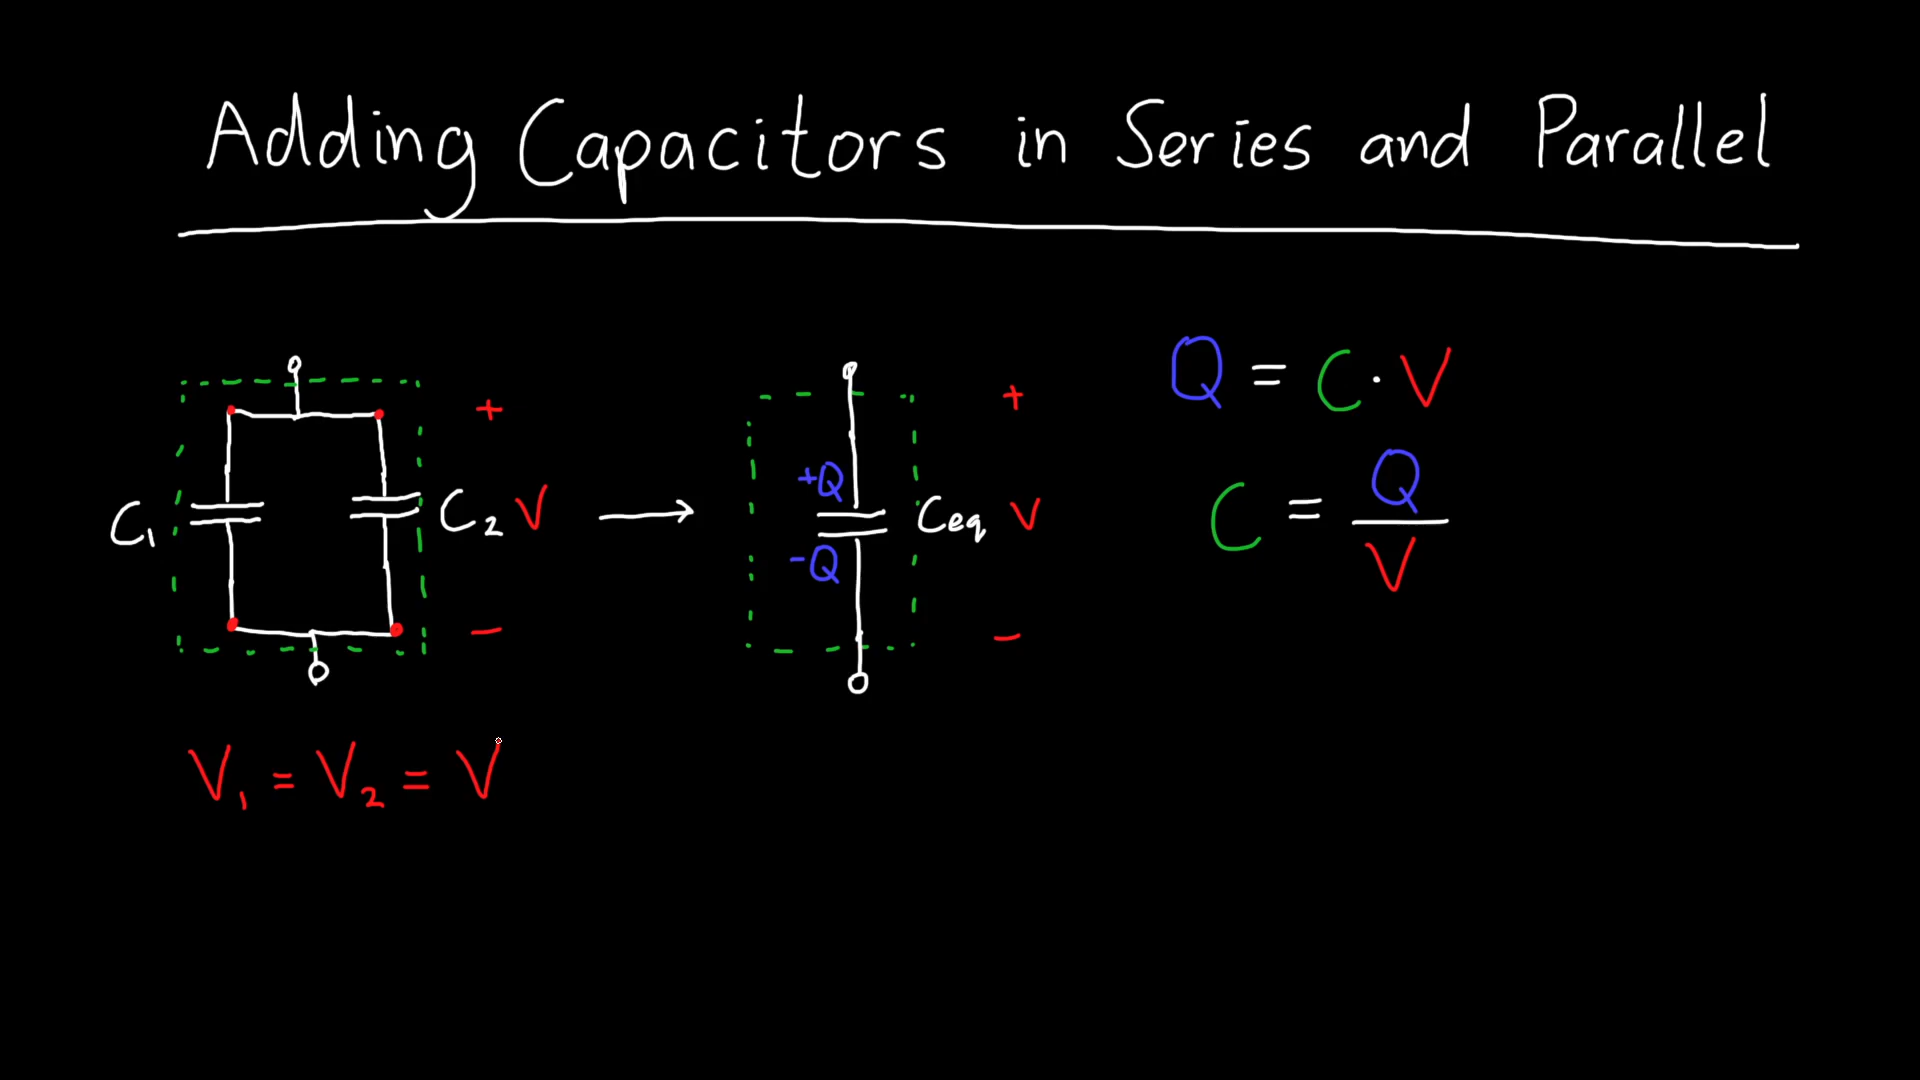 Adding Capacitors in Series and Parallel
C₁
C₂
+
V
−
+Q
−Q
Ceq
+
V
−
Q = C · V
C = Q / V
V₁ = V₂ = V